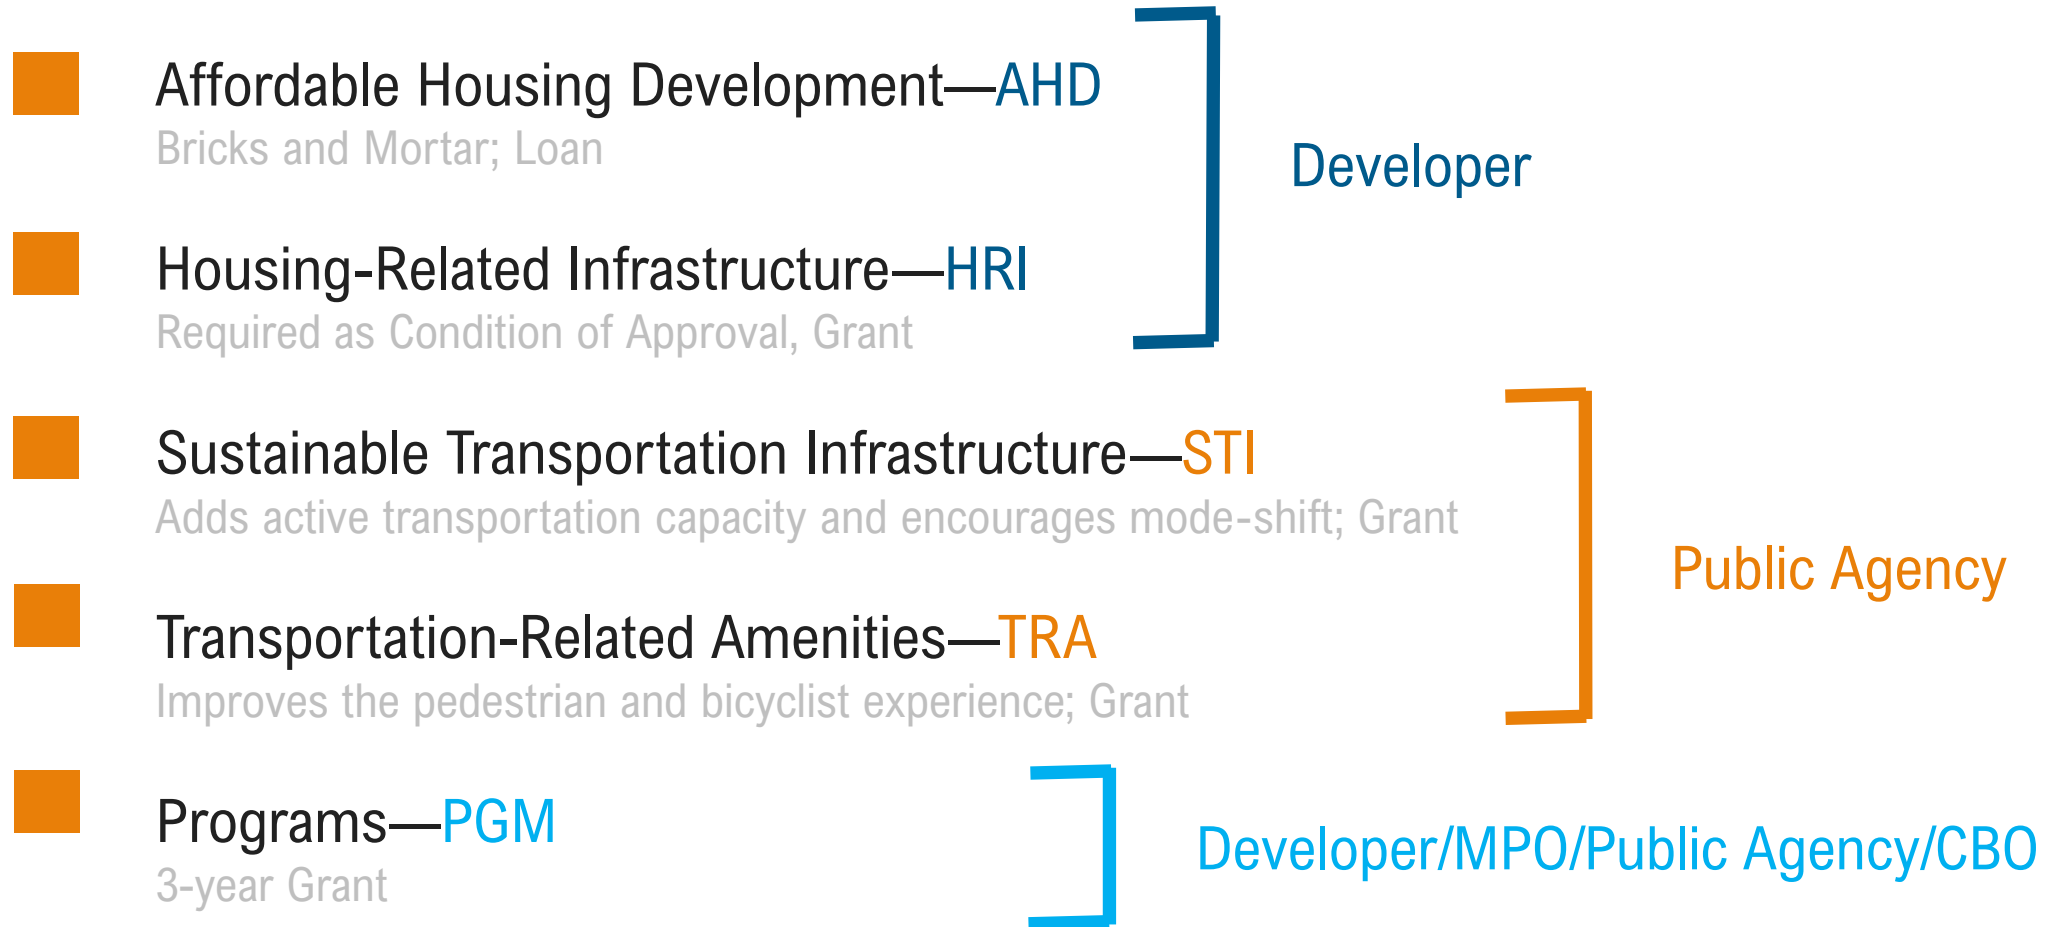 Affordable Housing Development—AHD
Bricks and Mortar; Loan
Developer
Housing-Related Infrastructure—HRI
Required as Condition of Approval, Grant
Sustainable Transportation Infrastructure—STI
Adds active transportation capacity and encourages mode-shift; Grant
Public Agency
Transportation-Related Amenities—TRA
Improves the pedestrian and bicyclist experience; Grant
Programs—PGM
3-year Grant
Developer/MPO/Public Agency/CBO